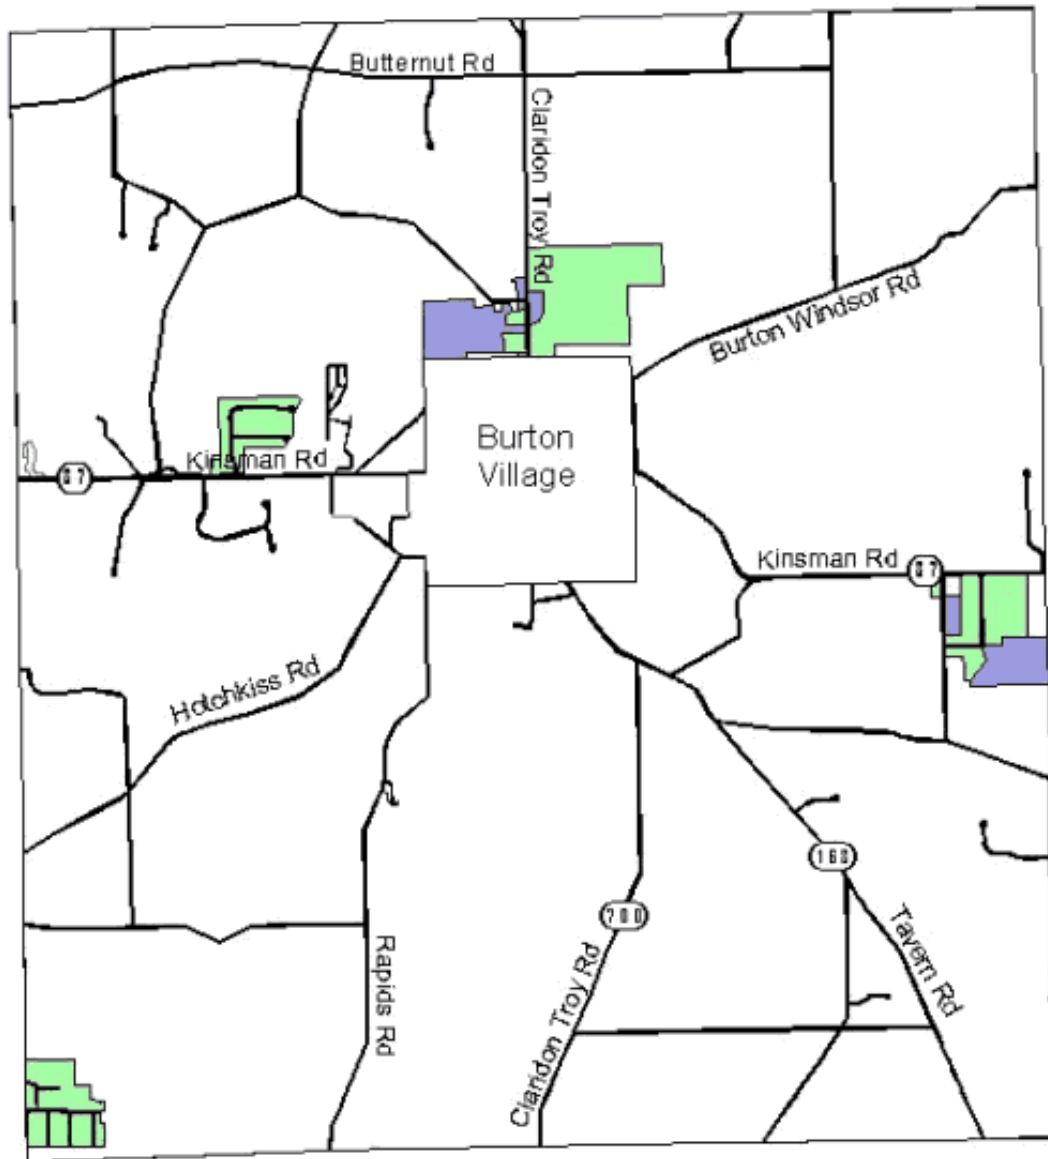 Butternut Rd
Claridon Troy Rd
Burton Windsor Rd
Burton
Village
Kinsman Rd
87
Kinsman Rd
87
Hotchkiss Rd
168
700
Tavern Rd
Rapids Rd
Claridon Troy Rd